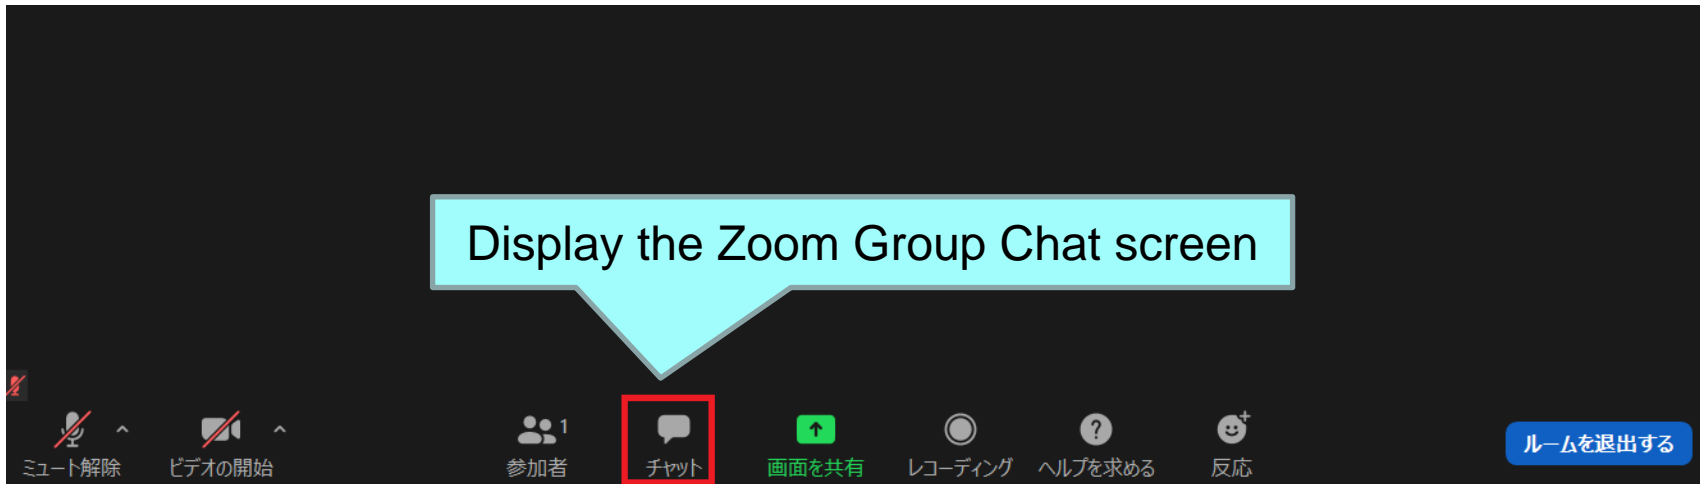 Display the Zoom Group Chat screen
1
ミュート解除
ビデオの開始
参加者
チャット
画面を共有
レコーディング
ヘルプを求める
反応
ルームを退出する